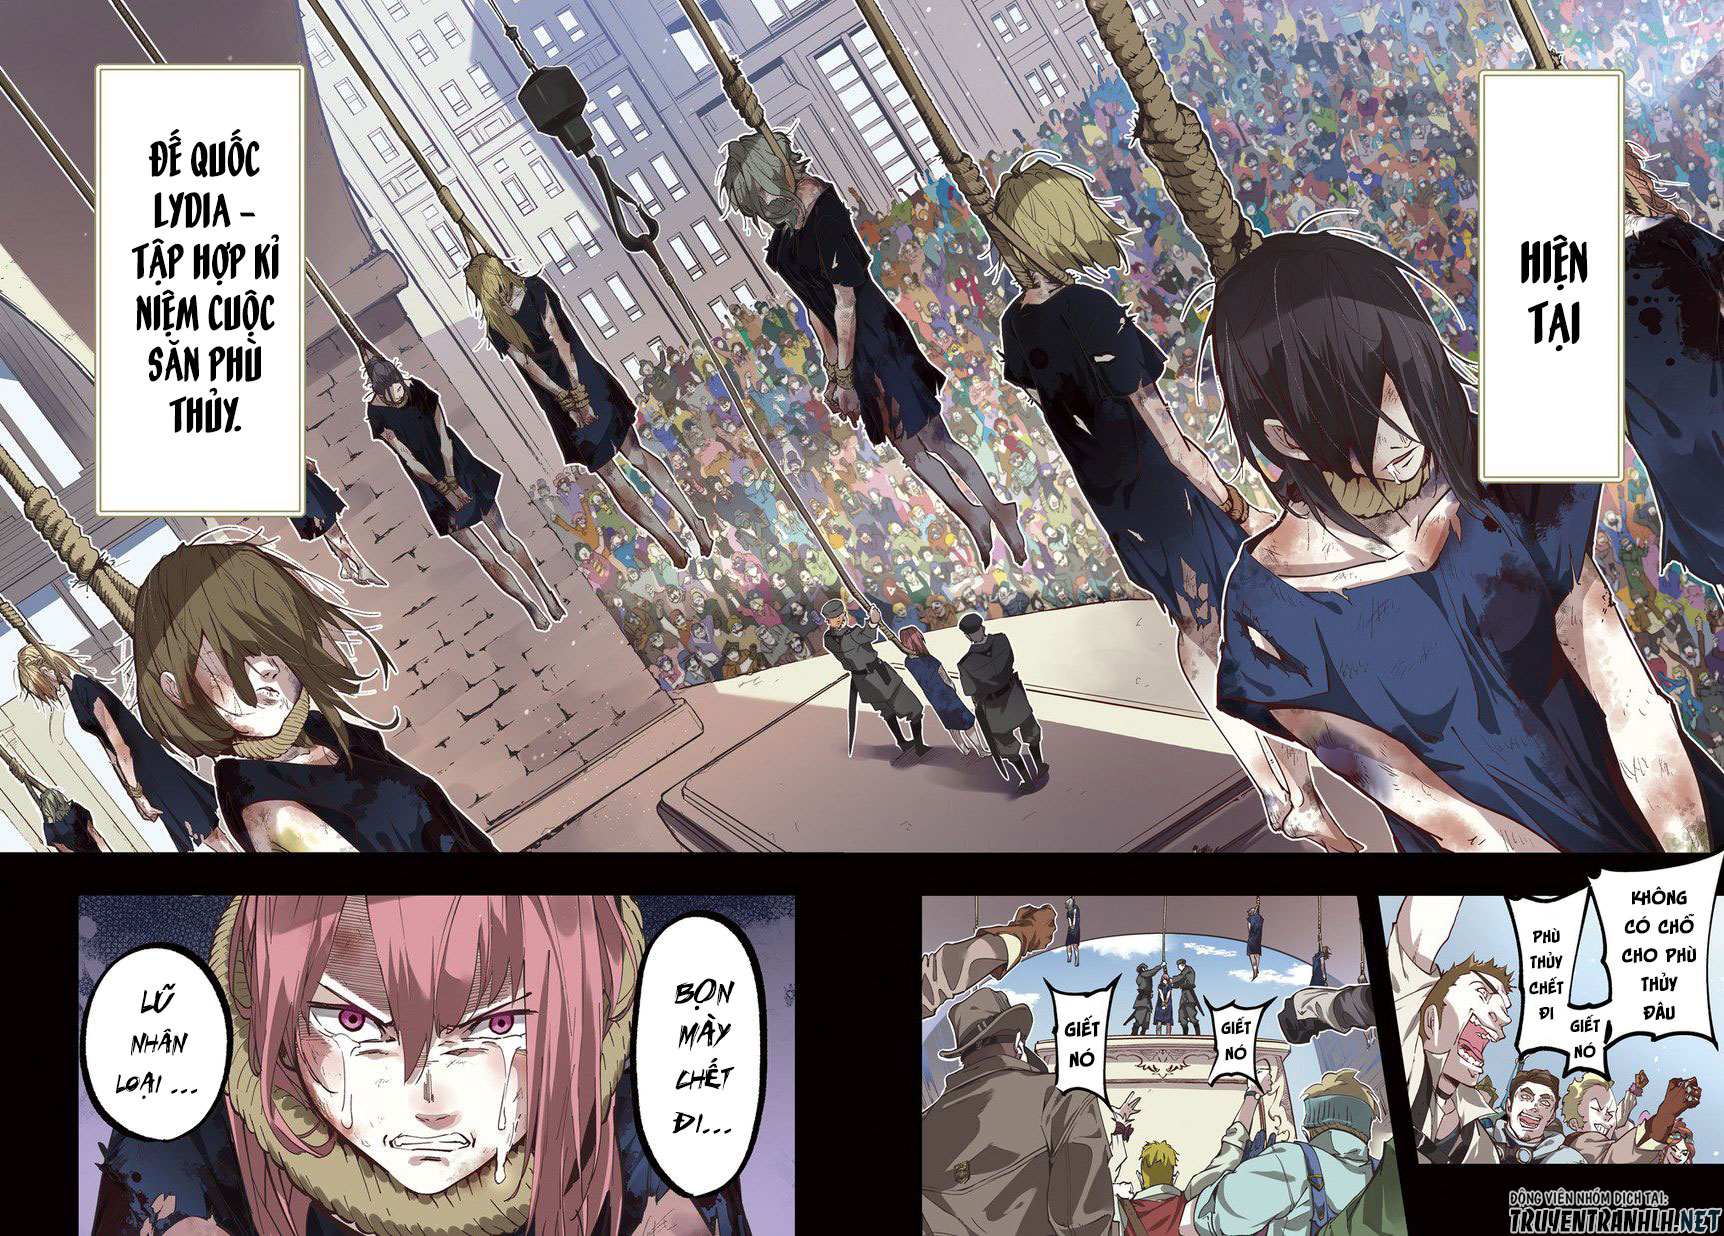 HIỆN
TẠI
ĐẾ QUỐC
LYDIA -
TẬP HỢP KỈ
NIỆM CUỘC
SĂN PHÙ
THỦY.
KHÔNG
CÓ CHỖ
CHO PHÙ
THỦY
ĐÂU
PHÙ
THỦY
CHẾT
ĐI
GIẾT
NÓ
GIẾT
NÓ
GIẾT
NÓ
BỌN
MÀY
CHẾT
ĐI...
LŨ
NHÂN
LOẠI ...
ĐỘNG VIÊN NHÓM DỊCH TẠI:
TRUYENTRANHLH.NET